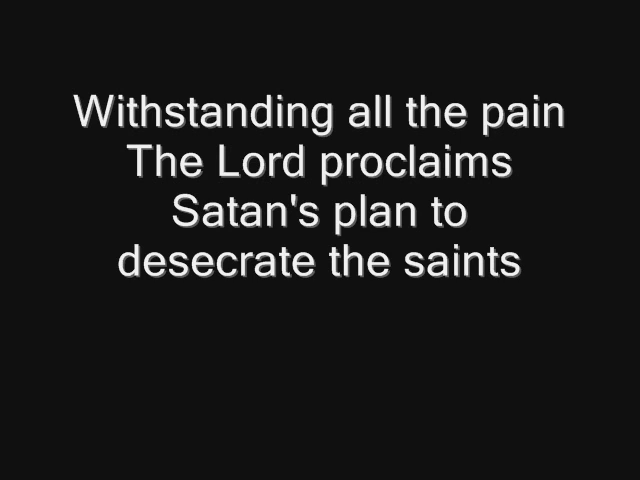 Withstanding all the pain
The Lord proclaims
Satan's plan to
desecrate the saints